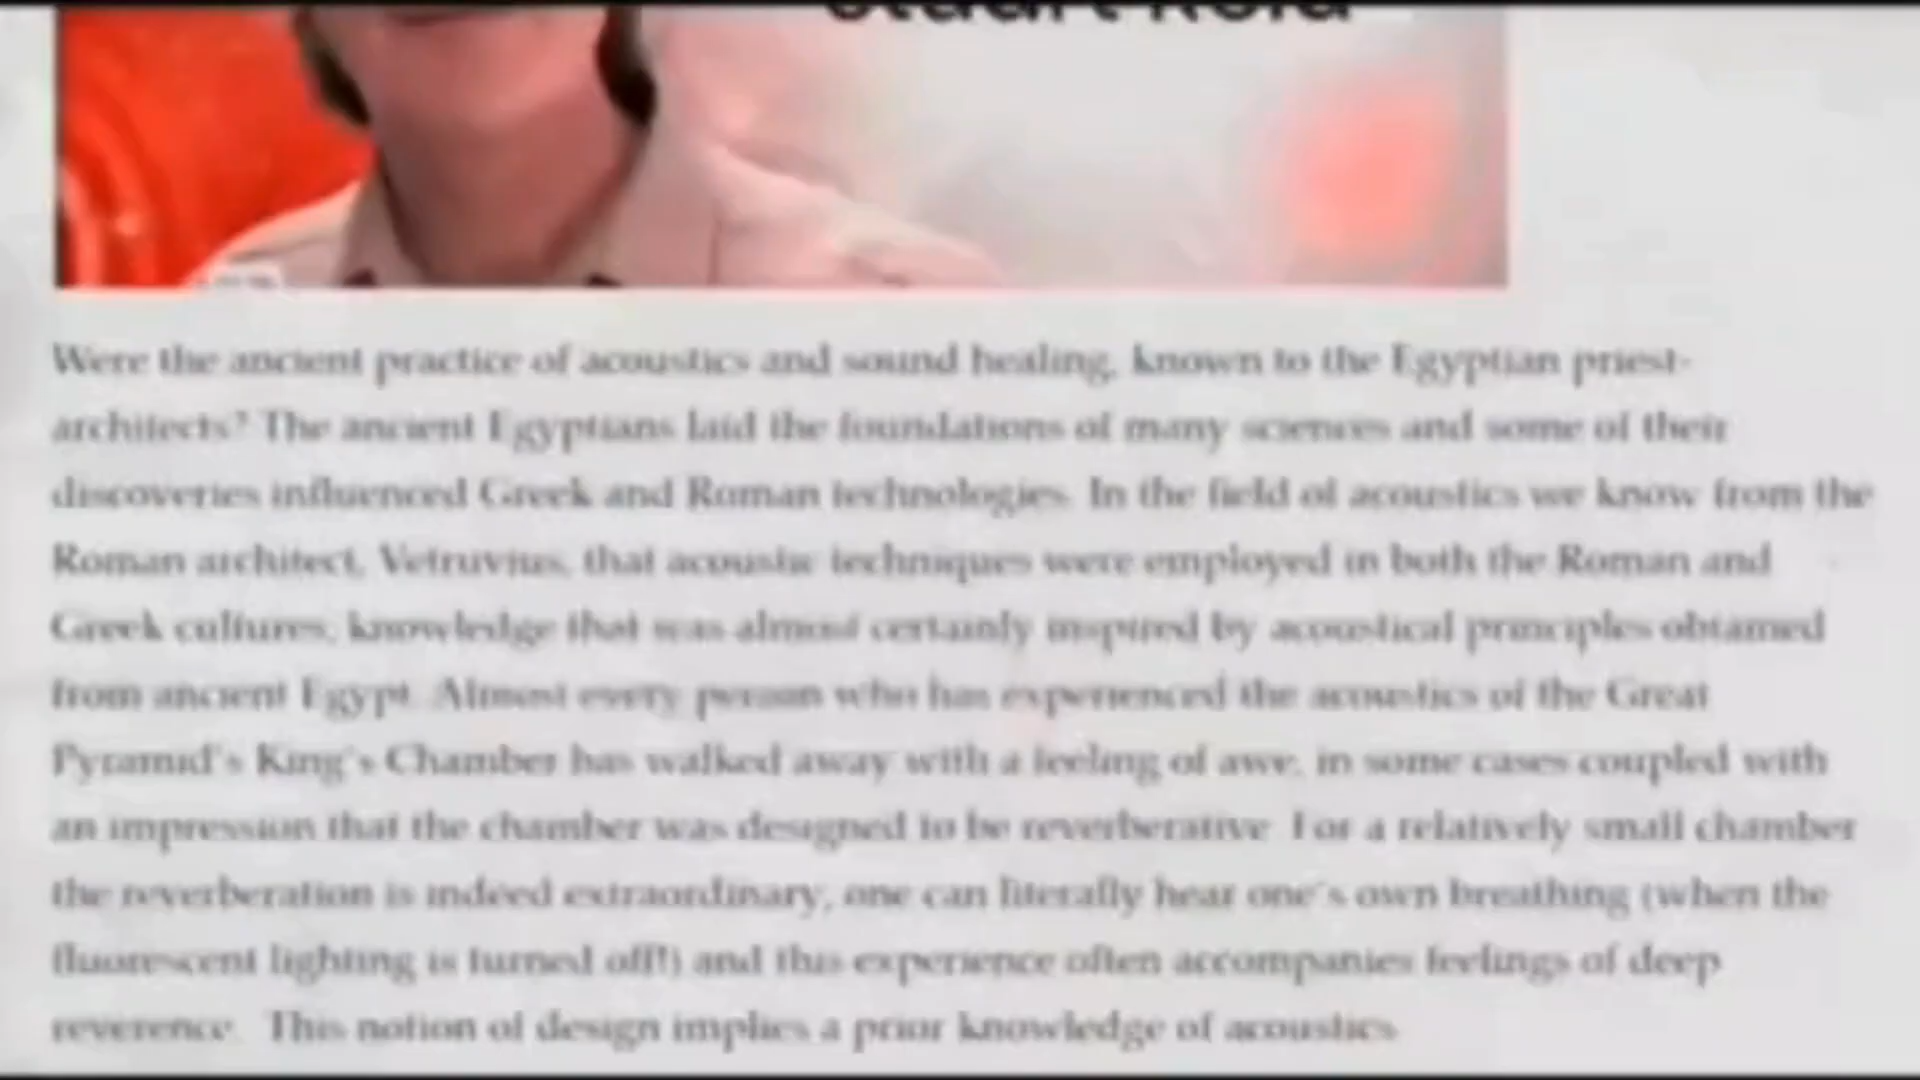 Were the ancient practice of acoustics and sound healing, known to the Egyptian priest-
architects? The ancient Egyptians laid the foundations of many sciences and some of their
discoveries influenced Greek and Roman technologies. In the field of acoustics we know from the
Roman architect, Vetruvius, that acoustic techniques were employed in both the Roman and
Greek cultures; knowledge that was almost certainly inspired by acoustical principles obtained
from ancient Egypt. Almost every person who has experienced the acoustics of the Great
Pyramid's King's Chamber has walked away with a feeling of awe, in some cases coupled with
an impression that the chamber was designed to be reverberative. For a relatively small chamber
the reverberation is indeed extraordinary, one can literally hear one's own breathing (when the
fluorescent lighting is turned off!) and this experience often accompanies feelings of deep
reverence. This notion of design implies a prior knowledge of acoustics.